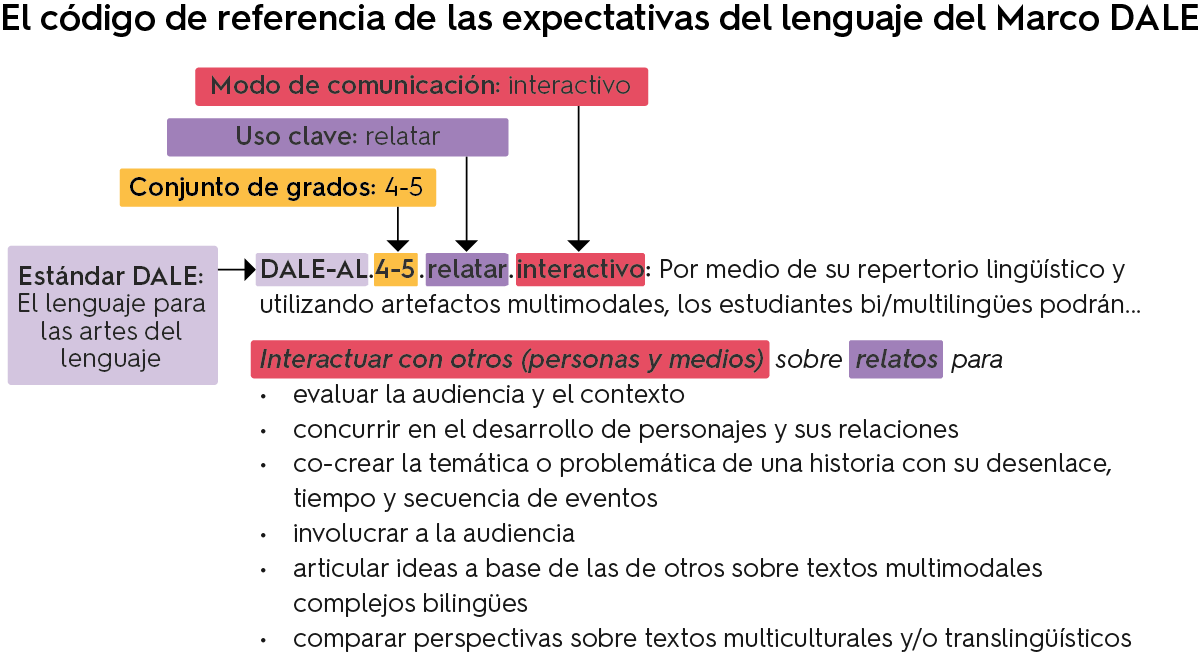 El código de referencia de las expectativas del lenguaje del Marco DALE
Modo de comunicación: interactivo
Uso clave: relatar
Conjunto de grados: 4-5
Estándar DALE:
El lenguaje para
las artes del
lenguaje
DALE-AL.4-5.relatar.interactivo: Por medio de su repertorio lingüístico y
utilizando artefactos multimodales, los estudiantes bi/multilingües podrán...
Interactuar con otros (personas y medios) sobre relatos para
• evaluar la audiencia y el contexto
• concurrir en el desarrollo de personajes y sus relaciones
• co-crear la temática o problemática de una historia con su desenlace,
tiempo y secuencia de eventos
• involucrar a la audiencia
• articular ideas a base de las de otros sobre textos multimodales
complejos bilingües
• comparar perspectivas sobre textos multiculturales y/o translingüísticos